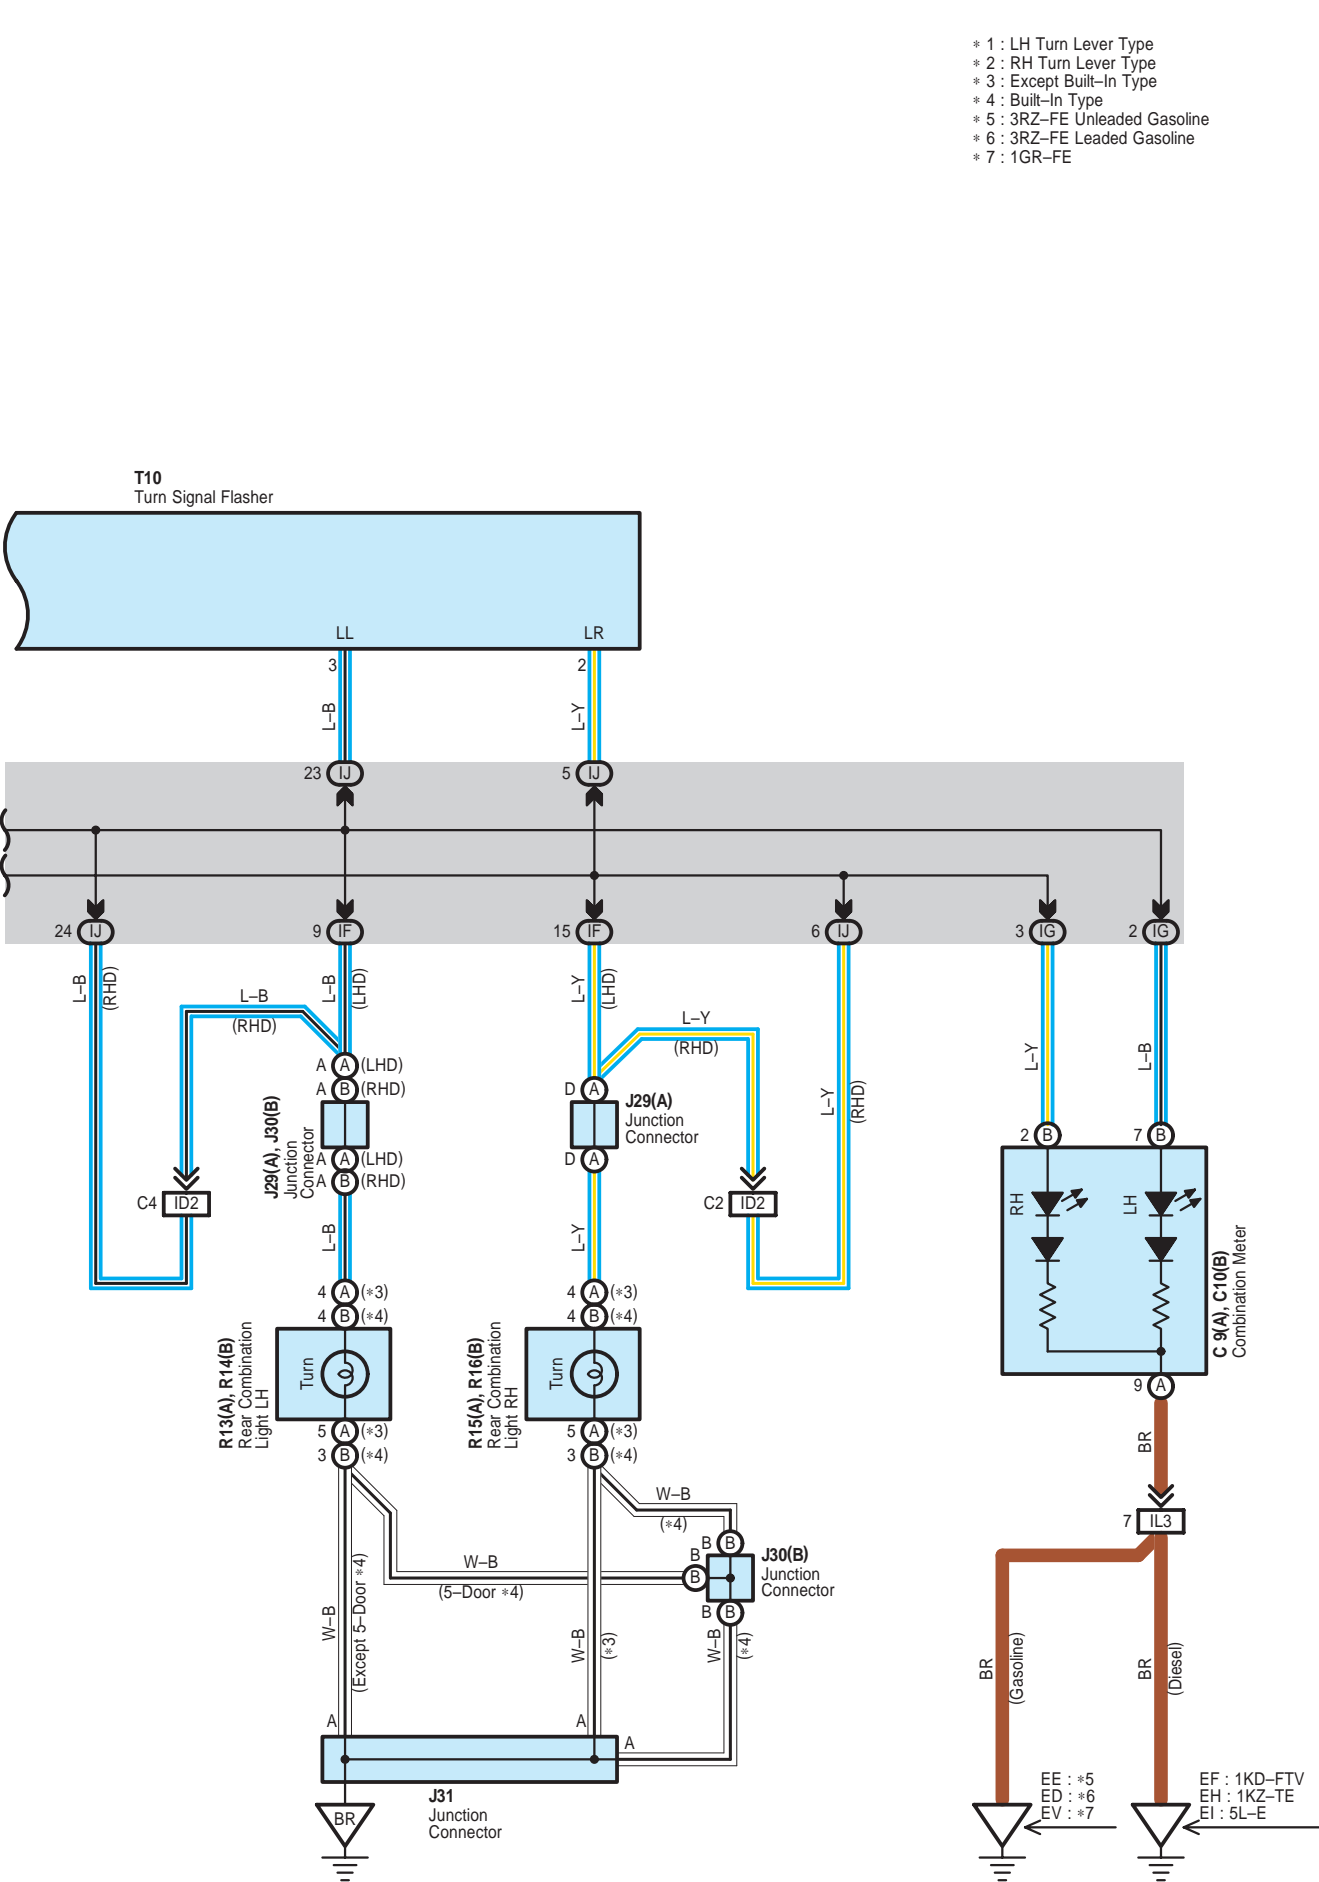 * 1 : LH Turn Lever Type
* 2 : RH Turn Lever Type
* 3 : Except Built–In Type
* 4 : Built–In Type
* 5 : 3RZ–FE Unleaded Gasoline
* 6 : 3RZ–FE Leaded Gasoline
* 7 : 1GR–FE
T10
Turn Signal Flasher
LL
LR
3
2
L–B
L–Y
23 IJ
5 IJ
24 IJ
9 IF
15 IF
6 IJ
3 IG
2 IG
L–B
(RHD)
L–B
(RHD)
L–B
(LHD)
L–Y
(LHD)
L–Y
(RHD)
L–Y
(RHD)
L–Y
L–B
A A (LHD)
A B (RHD)
J29(A), J30(B)
Junction
Connector
A A (LHD)
A B (RHD)
D A
J29(A)
Junction
Connector
D A
C4 ID2
C2 ID2
L–B
L–Y
2 B
7 B
RH
LH
C 9(A), C10(B)
Combination Meter
9 A
4 A (*3)
4 B (*4)
R13(A), R14(B)
Rear Combination
Light LH
Turn
5 A (*3)
3 B (*4)
4 A (*3)
4 B (*4)
R15(A), R16(B)
Rear Combination
Light RH
Turn
5 A (*3)
3 B (*4)
BR
7 IL3
W–B
(*4)
W–B
(5–Door *4)
B B
B
B
J30(B)
Junction
Connector
B B
W–B
(Except 5–Door *4)
W–B
(*3)
W–B
(*4)
BR
(Gasoline)
BR
(Diesel)
A
A
A
J31
Junction
Connector
BR
EE : *5
ED : *6
EV : *7
EF : 1KD–FTV
EH : 1KZ–TE
EI : 5L–E